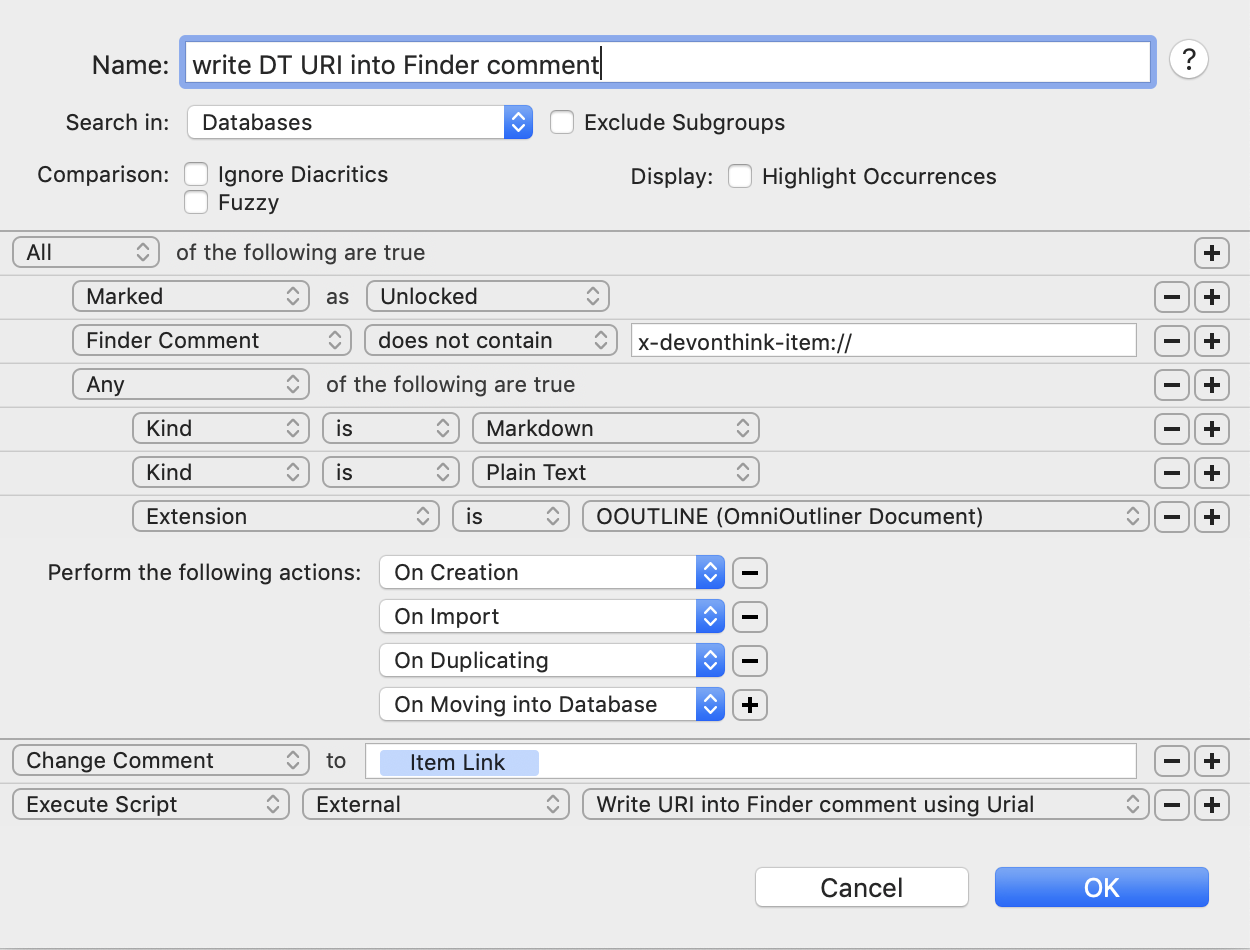 Name: write DT URI into Finder comment ?
Search in: Databases Exclude Subgroups
Comparison: Ignore Diacritics Display: Highlight Occurrences
Fuzzy
All of the following are true
Marked as Unlocked
Finder Comment does not contain x-devonthink-item://
Any of the following are true
Kind is Markdown
Kind is Plain Text
Extension is OOUTLINE (OmniOutliner Document)
Perform the following actions: On Creation
On Import
On Duplicating
On Moving into Database
Change Comment to Item Link
Execute Script External Write URI into Finder comment using Urial
Cancel OK